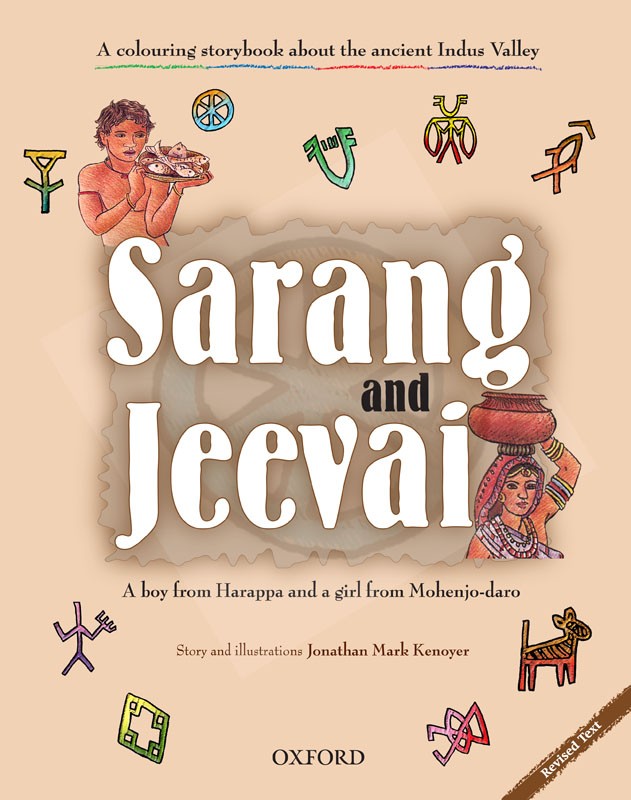 A colouring storybook about the ancient Indus Valley
Sarang
and
Jeevai
A boy from Harappa and a girl from Mohenjo-daro
Story and illustrations Jonathan Mark Kenoyer
OXFORD
Revised Text